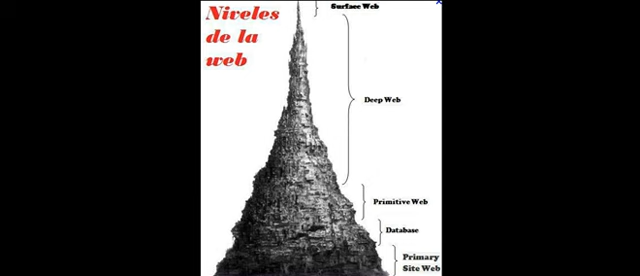 Niveles
de la
web
Surface Web
Deep Web
Primitive Web
Database
Primary
Site Web